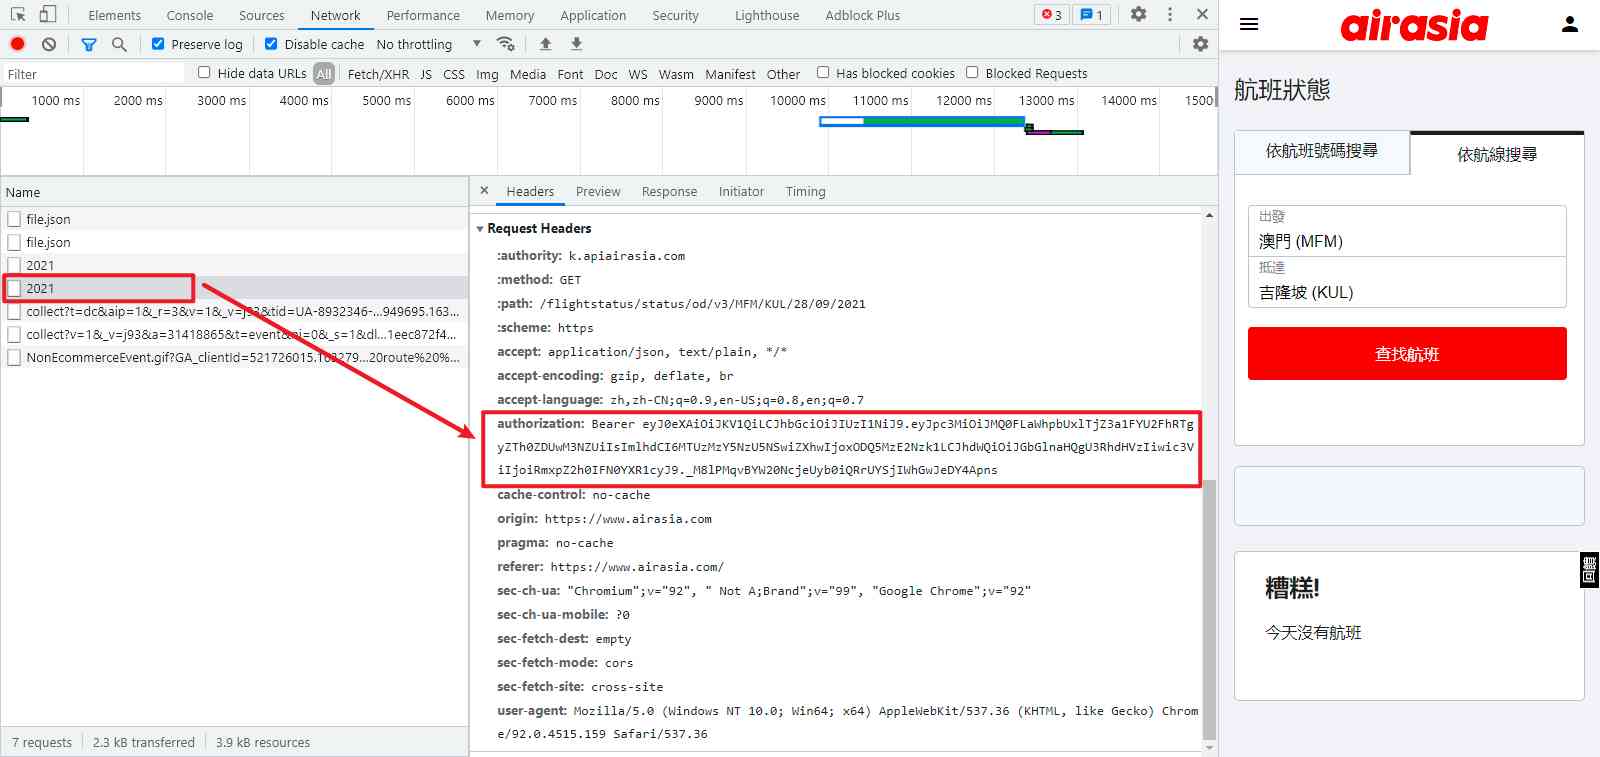 Elements Console Sources Network Performance Memory Application Security Lighthouse Adblock Plus 3 1
Preserve log Disable cache No throttling
Filter Hide data URLs All Fetch/XHR JS CSS Img Media Font Doc WS Wasm Manifest Other Has blocked cookies Blocked Requests
1000 ms 2000 ms 3000 ms 4000 ms 5000 ms 6000 ms 7000 ms 8000 ms 9000 ms 10000 ms 11000 ms 12000 ms 13000 ms 14000 ms 1500
Name
file.json
file.json
2021
2021
collect?t=dc&aip=1&_r=3&v=1&_v=j93&tid=UA-8932346-...949695.163...
collect?v=1&_v=j93&a=31418865&t=event&ni=0&_s=1&dl...1eec872f4...
NonEcommerceEvent.gif?GA_clientId=521726015.163279...20route%20%...
7 requests 2.3 kB transferred 3.9 kB resources
Headers Preview Response Initiator Timing
Request Headers
:authority: k.apiairasia.com
:method: GET
:path: /flightstatus/status/od/v3/MFM/KUL/28/09/2021
:scheme: https
accept: application/json, text/plain, */*
accept-encoding: gzip, deflate, br
accept-language: zh,zh-CN;q=0.9,en-US;q=0.8,en;q=0.7
authorization: Bearer eyJ0eXAiOiJKV1QiLCJhbGciOiJIUzI1NiJ9.eyJpc3MiOiJMQ0FLaWhpbUxlTjZ3a1FYU2FhRTg
yZTh0ZDUwM3NZUiIsImlhdCI6MTUzMzY5NzU5NSwiZXhwIjoxODQ5MzE2Nzk1LCJhdWQiOiJGbGlnaHQgU3RhdHVzIiwic3V
iIjoiRmxpZ2h0IFN0YXR1cyJ9._M8lPMqvBYW20NcjeUyb0iQRrUYSjIWhGwJeDY4Apns
cache-control: no-cache
origin: https://www.airasia.com
pragma: no-cache
referer: https://www.airasia.com/
sec-ch-ua: "Chromium";v="92", " Not A;Brand";v="99", "Google Chrome";v="92"
sec-ch-ua-mobile: ?0
sec-fetch-dest: empty
sec-fetch-mode: cors
sec-fetch-site: cross-site
user-agent: Mozilla/5.0 (Windows NT 10.0; Win64; x64) AppleWebKit/537.36 (KHTML, like Gecko) Chrom
e/92.0.4515.159 Safari/537.36
airasia
航班狀態
依航班號碼搜尋 依航線搜尋
出發
澳門 (MFM)
抵達
吉隆坡 (KUL)
查找航班
糟糕!
今天沒有航班